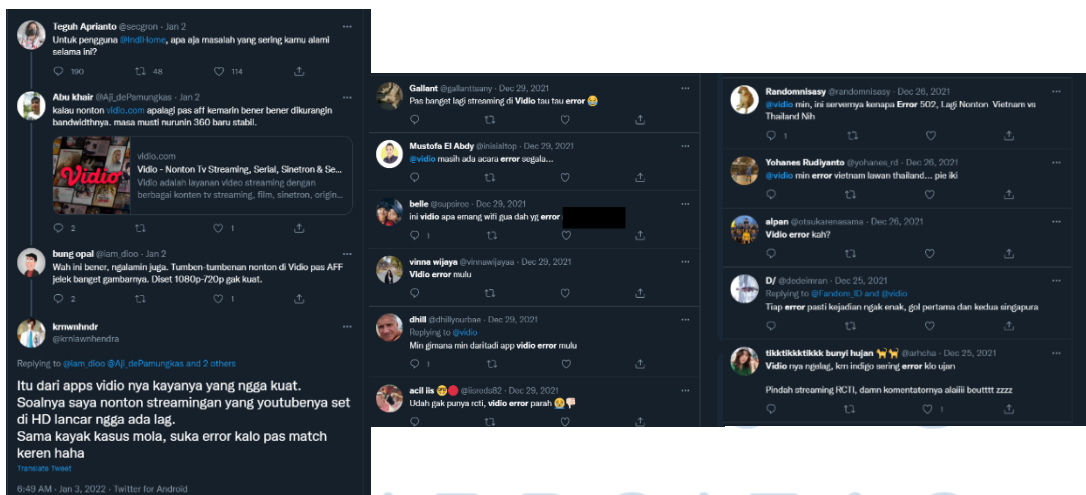 Teguh Aprianto @secgron · Jan 2
Untuk pengguna @IndiHome, apa aja masalah yang sering kamu alami
selama ini?
190 48 114
Abu khair @Aji_dePamungkas · Jan 2
kalau nonton vidio.com apalagi pas aff kemarin bener bener dikurangin
bandwidthnya. masa musti nurunin 360 baru stabil.
Vidio
vidio.com
Vidio - Nonton Tv Streaming, Serial, Sinetron & Se...
Vidio adalah layanan video streaming dengan
berbagai konten tv streaming, film, sinetron, origin...
2 1
bung opal @iam_dioo · Jan 2
Wah ini bener, ngalamin juga. Tumben-tumbenan nonton di Vidio pas AFF
jelek banget gambarnya. Diset 1080p-720p gak kuat.
2 1
krnwnhndr
@krniawnhendra
Replying to @iam_dioo @Aji_dePamungkas and 2 others
Itu dari apps vidio nya kayanya yang ngga kuat.
Soalnya saya nonton streamingan yang youtubenya set
di HD lancar ngga ada lag.
Sama kayak kasus mola, suka error kalo pas match
keren haha
Translate Tweet
6:49 AM · Jan 3, 2022 · Twitter for Android
Gallant @gallanttsany · Dec 29, 2021
Pas banget lagi streaming di Vidio tau tau error 😂
Mustofa El Abdy @inisialtop · Dec 29, 2021
@vidio masih ada acara error segala...
belle @supsiroo · Dec 29, 2021
ini vidio apa emang wifi gua dah yg error
1
vinna wijaya @vinnawijayaa · Dec 29, 2021
Vidio error mulu
dhill @dhillyourbae · Dec 29, 2021
Replying to @vidio
Min gimana min daritadi app vidio error mulu
1
acil iis 🤓🔴 @iisreds82 · Dec 29, 2021
Udah gak punya rcti, vidio error parah 😥👎
Randomnisasy @randomnisasy · Dec 26, 2021
@vidio min, ini servernya kenapa Error 502, Lagi Nonton Vietnam vs
Thailand Nih
1
Yohanes Rudiyanto @yohanes_rd · Dec 26, 2021
@vidio min error vietnam lawan thailand... pie iki
alpan @otsukarenasama · Dec 26, 2021
Vidio error kah?
D/ @dedeimran · Dec 25, 2021
Replying to @Fandom_ID and @vidio
Tiap error pasti kejadian ngak enak, gol pertama dan kedua singapura
tikktikkktikkk bunyi hujan 🐈🐈 @arhcha · Dec 25, 2021
Vidio nya ngelag, krn indigo sering error klo ujan
Pindah streaming RCTI, damn komentatornya alaiii beutttt zzzz
1